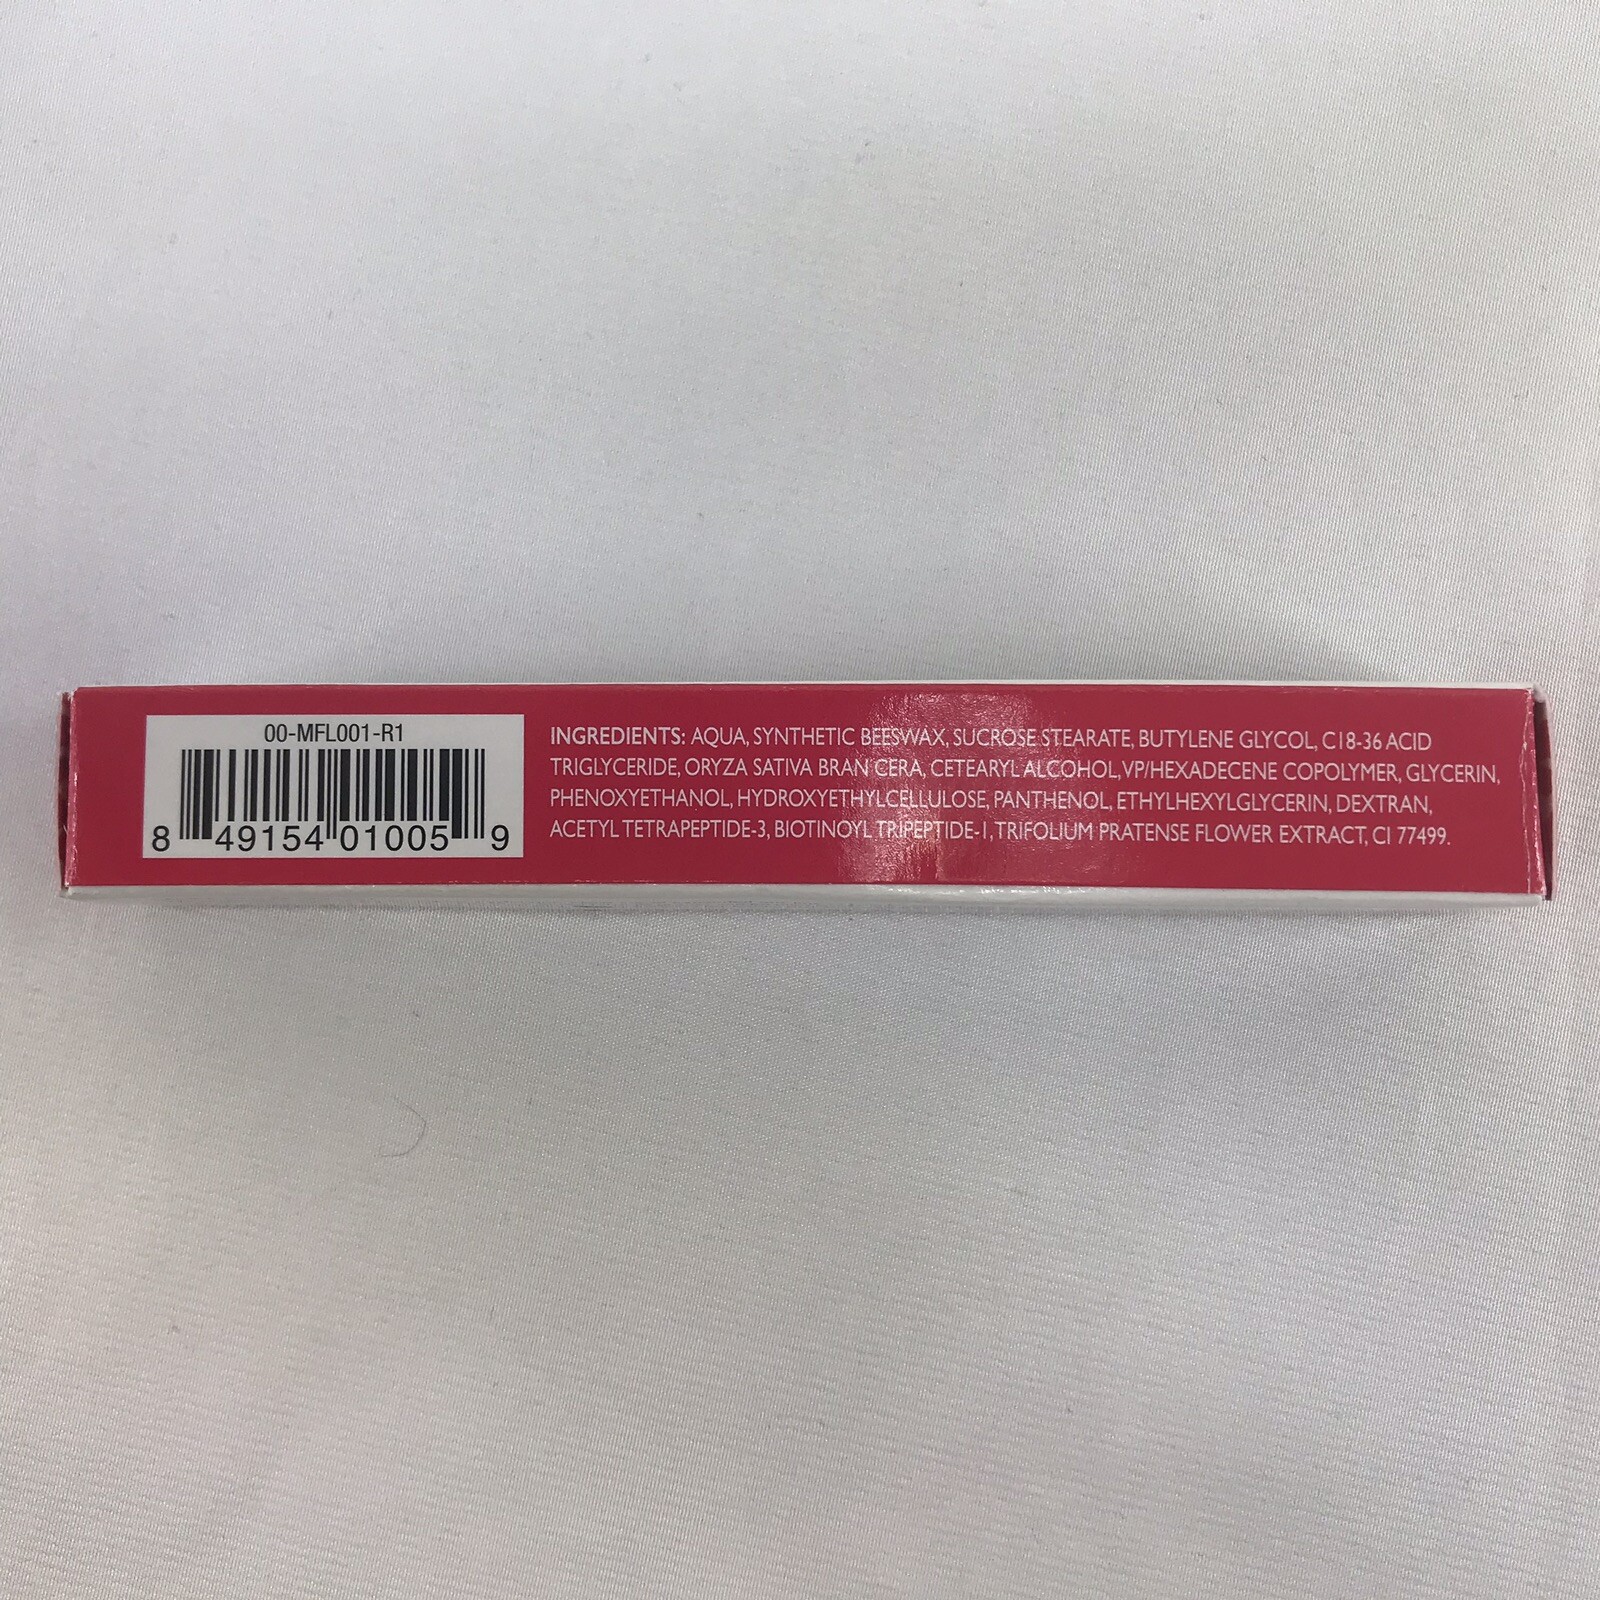 00-MFL001-R1
8 49154 01005 9
INGREDIENTS: AQUA, SYNTHETIC BEESWAX, SUCROSE STEARATE, BUTYLENE GLYCOL, C18-36 ACID
TRIGLYCERIDE, ORYZA SATIVA BRAN CERA, CETEARYL ALCOHOL, VP/HEXADECENE COPOLYMER, GLYCERIN,
PHENOXYETHANOL, HYDROXYETHYLCELLULOSE, PANTHENOL, ETHYLHEXYLGLYCERIN, DEXTRAN,
ACETYL TETRAPEPTIDE-3, BIOTINOYL TRIPEPTIDE-1, TRIFOLIUM PRATENSE FLOWER EXTRACT, CI 77499.